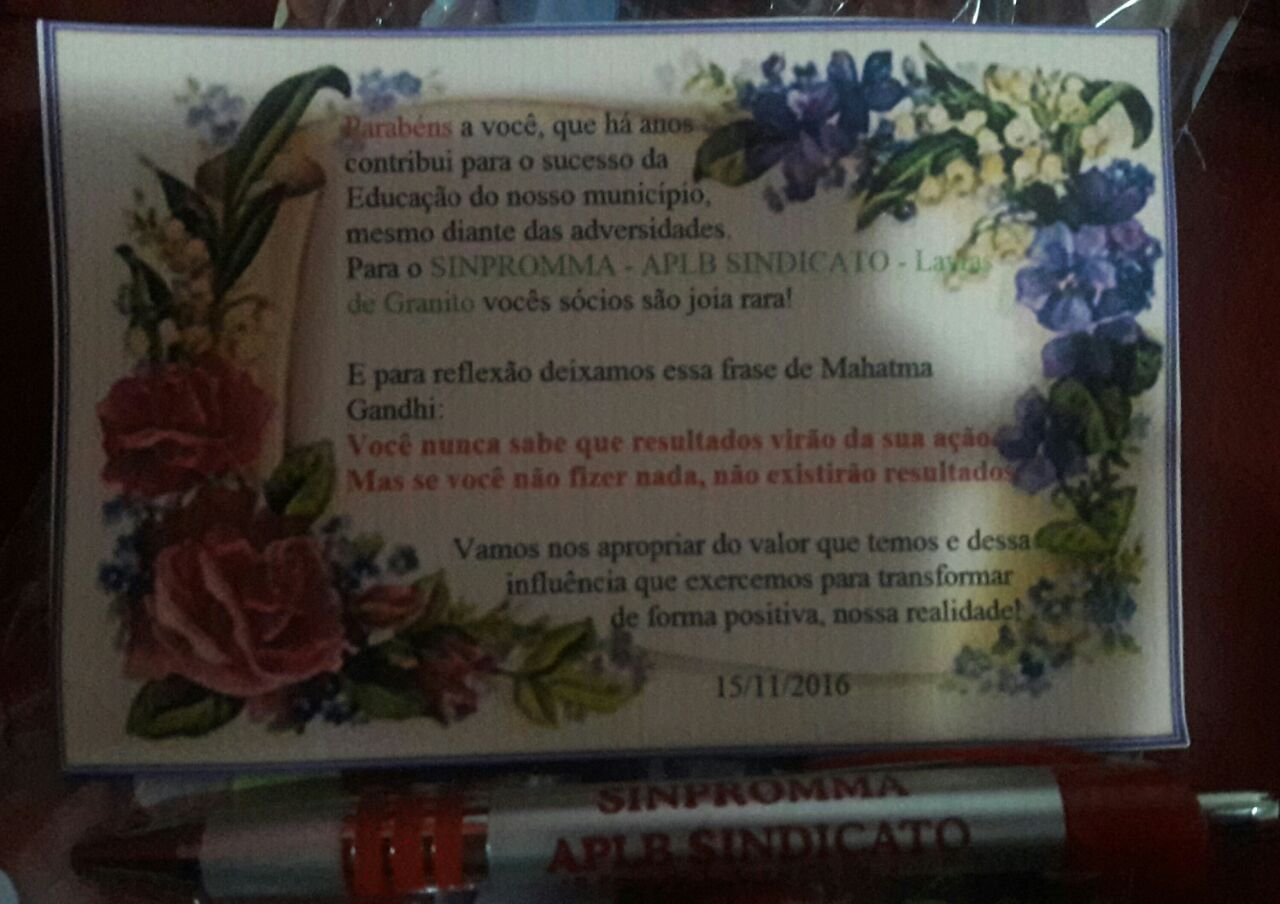 Parabéns a você, que há anos
contribui para o sucesso da
Educação do nosso município,
mesmo diante das adversidades.
Para o SINPROMMA - APLB SINDICATO - Lavras
de Granito vocês sócios são joia rara!
E para reflexão deixamos essa frase de Mahatma
Gandhi:
Você nunca sabe que resultados virão da sua ação.
Mas se você não fizer nada, não existirão resultados
Vamos nos apropriar do valor que temos e dessa
influência que exercemos para transformar
de forma positiva, nossa realidade!
15/11/2016
SINPROMMA
APLB SINDICATO